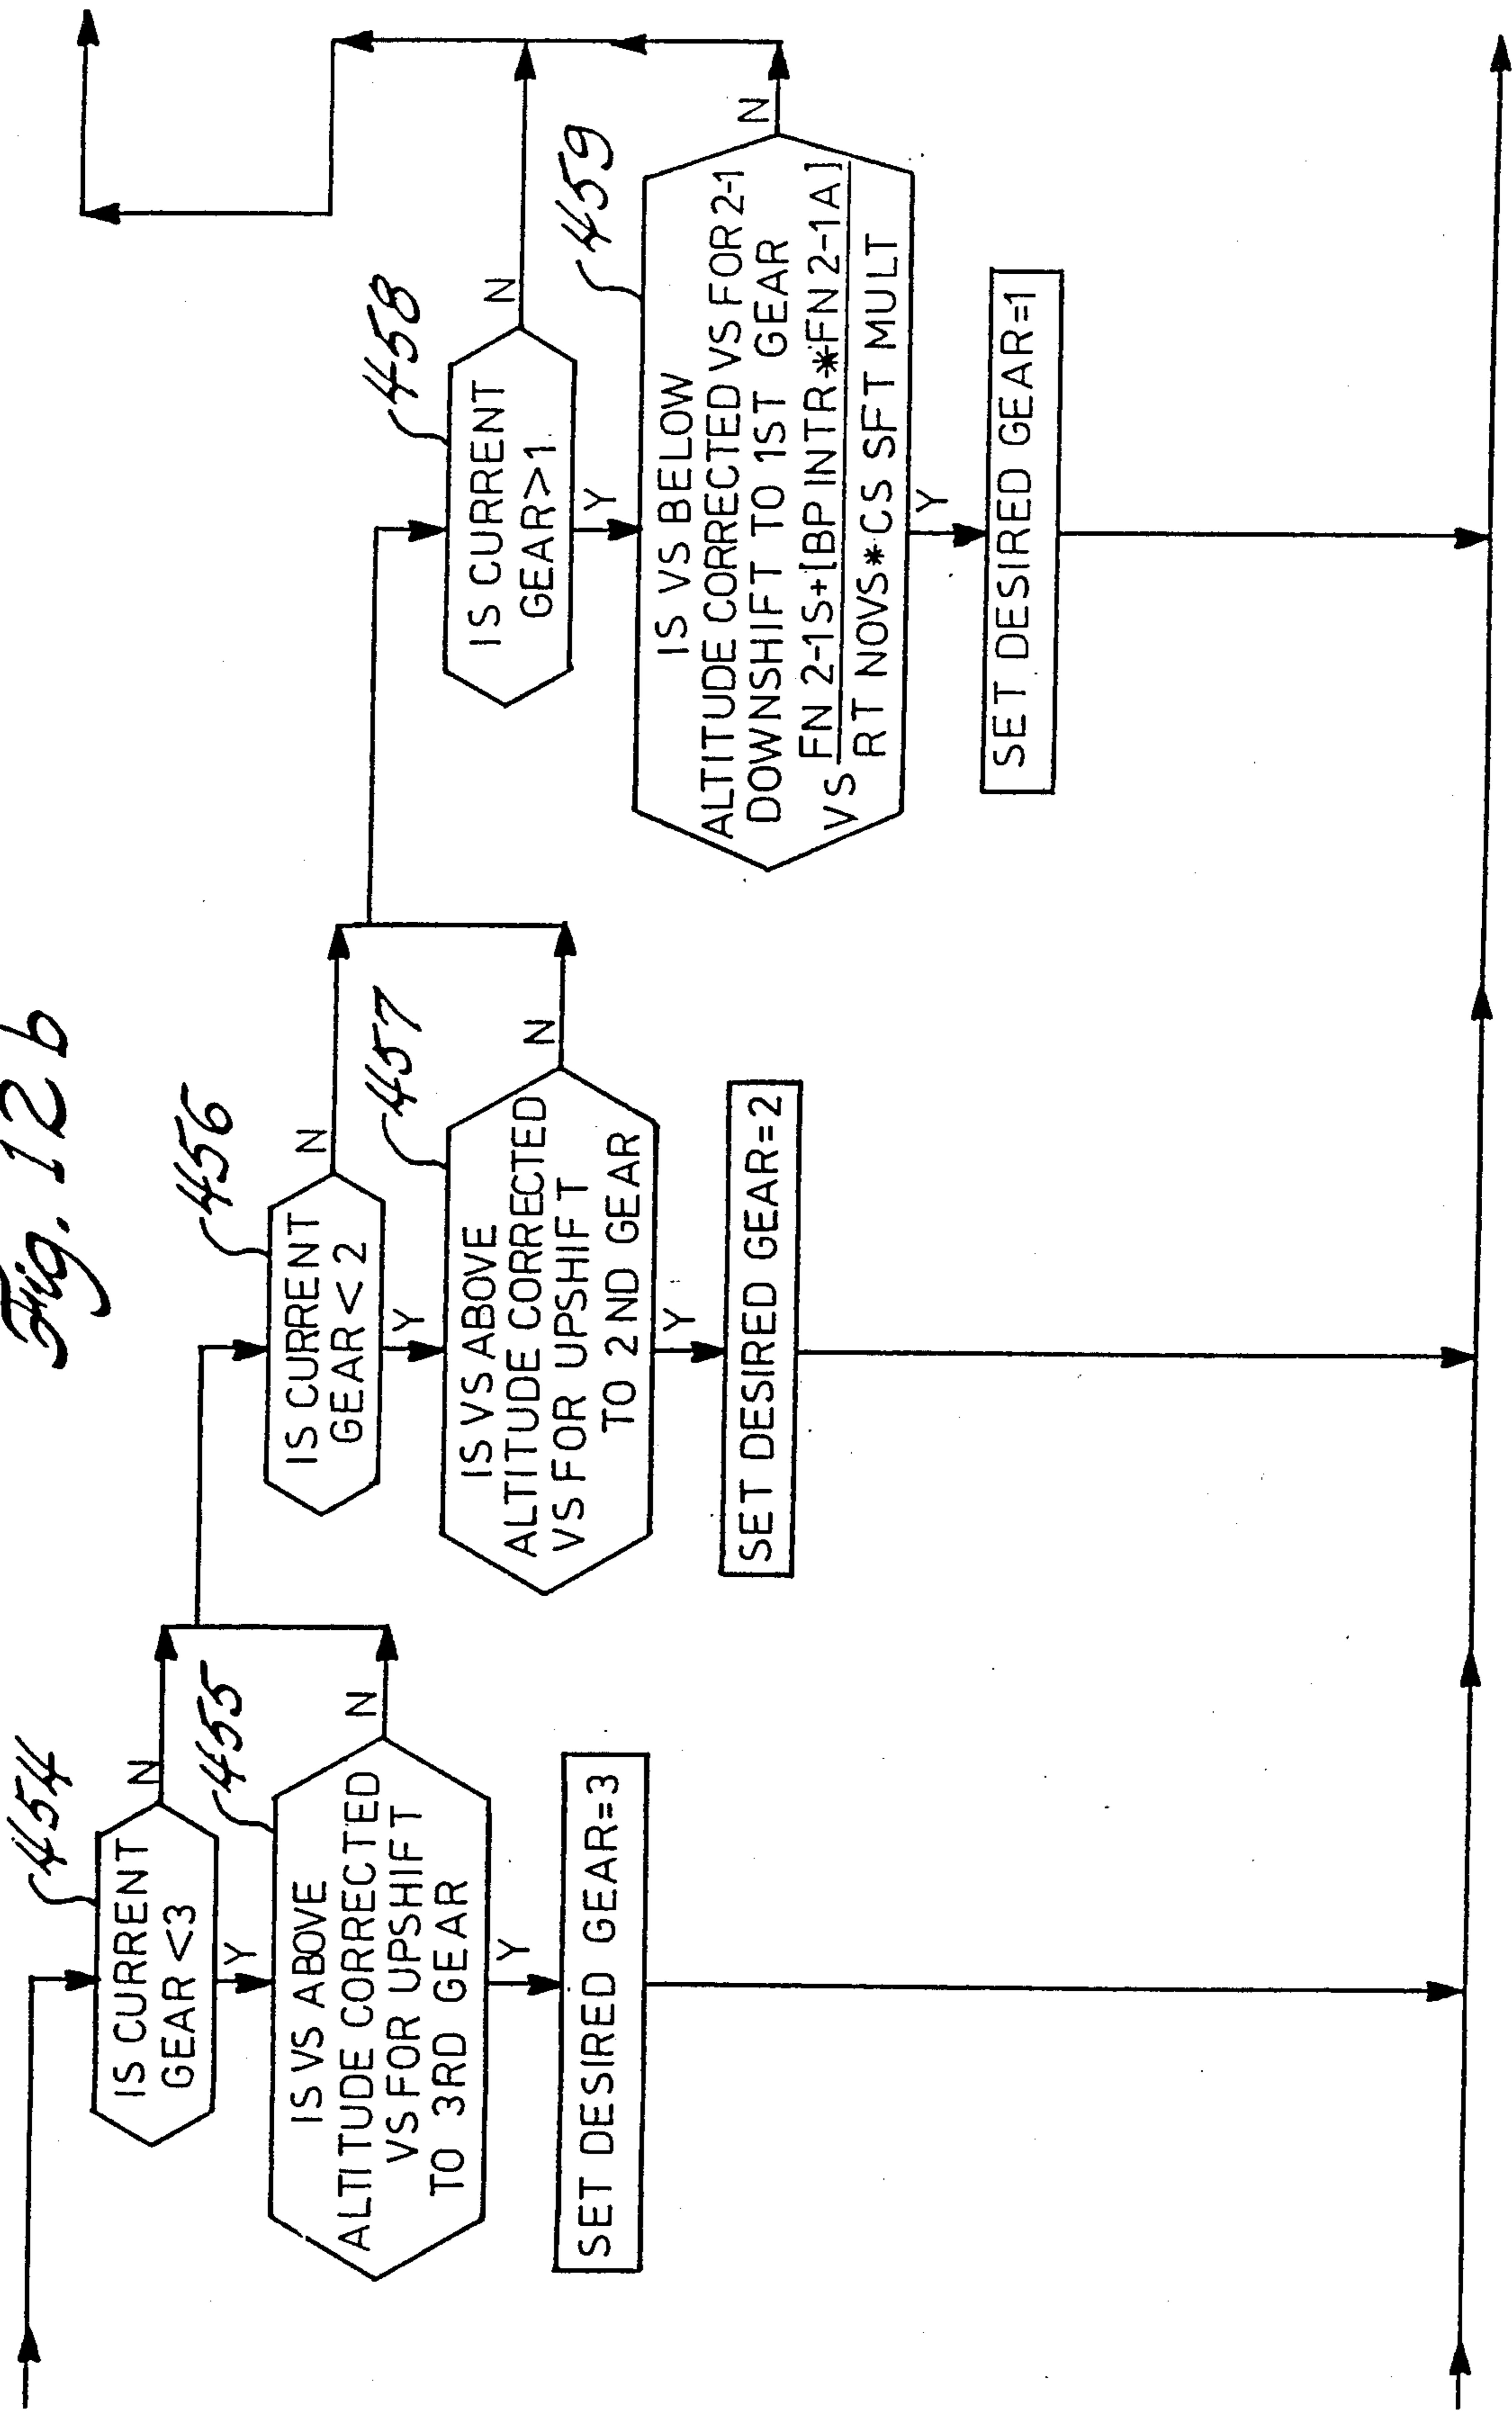 Fig. 12b
454
IS CURRENT
GEAR <3
N
Y
455
IS VS ABOVE
ALTITUDE CORRECTED
VS FOR UPSHIFT
TO 3RD GEAR
N
Y
SET DESIRED GEAR=3
456
IS CURRENT
GEAR < 2
N
Y
457
IS VS ABOVE
ALTITUDE CORRECTED
VS FOR UPSHIFT
TO 2ND GEAR
N
Y
SET DESIRED GEAR=2
458
IS CURRENT
GEAR>1
N
Y
459
IS VS BELOW
ALTITUDE CORRECTED VS FOR 2-1
DOWNSHIFT TO 1ST GEAR
FN 2-1S+[BP INTR*FN 2-1A]
VS
RT NOVS*CS SFT MULT
N
Y
SET DESIRED GEAR=1